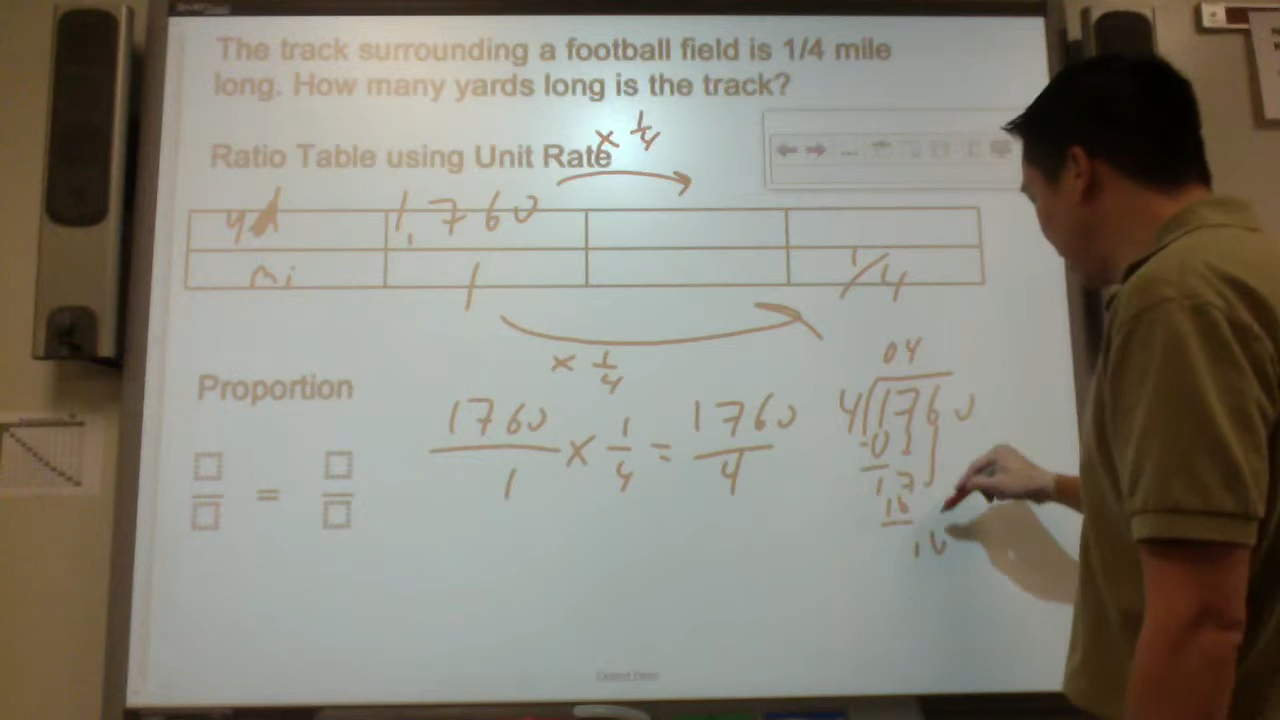 The track surrounding a football field is 1/4 mile
long. How many yards long is the track?
Ratio Table using Unit Rate
x 1/4
yd 1,760
mi 1 1/4
x 1/4
Proportion
□/□ = □/□
1760/1 x 1/4 = 1760/4
04
4)1760
-0
17
16
16